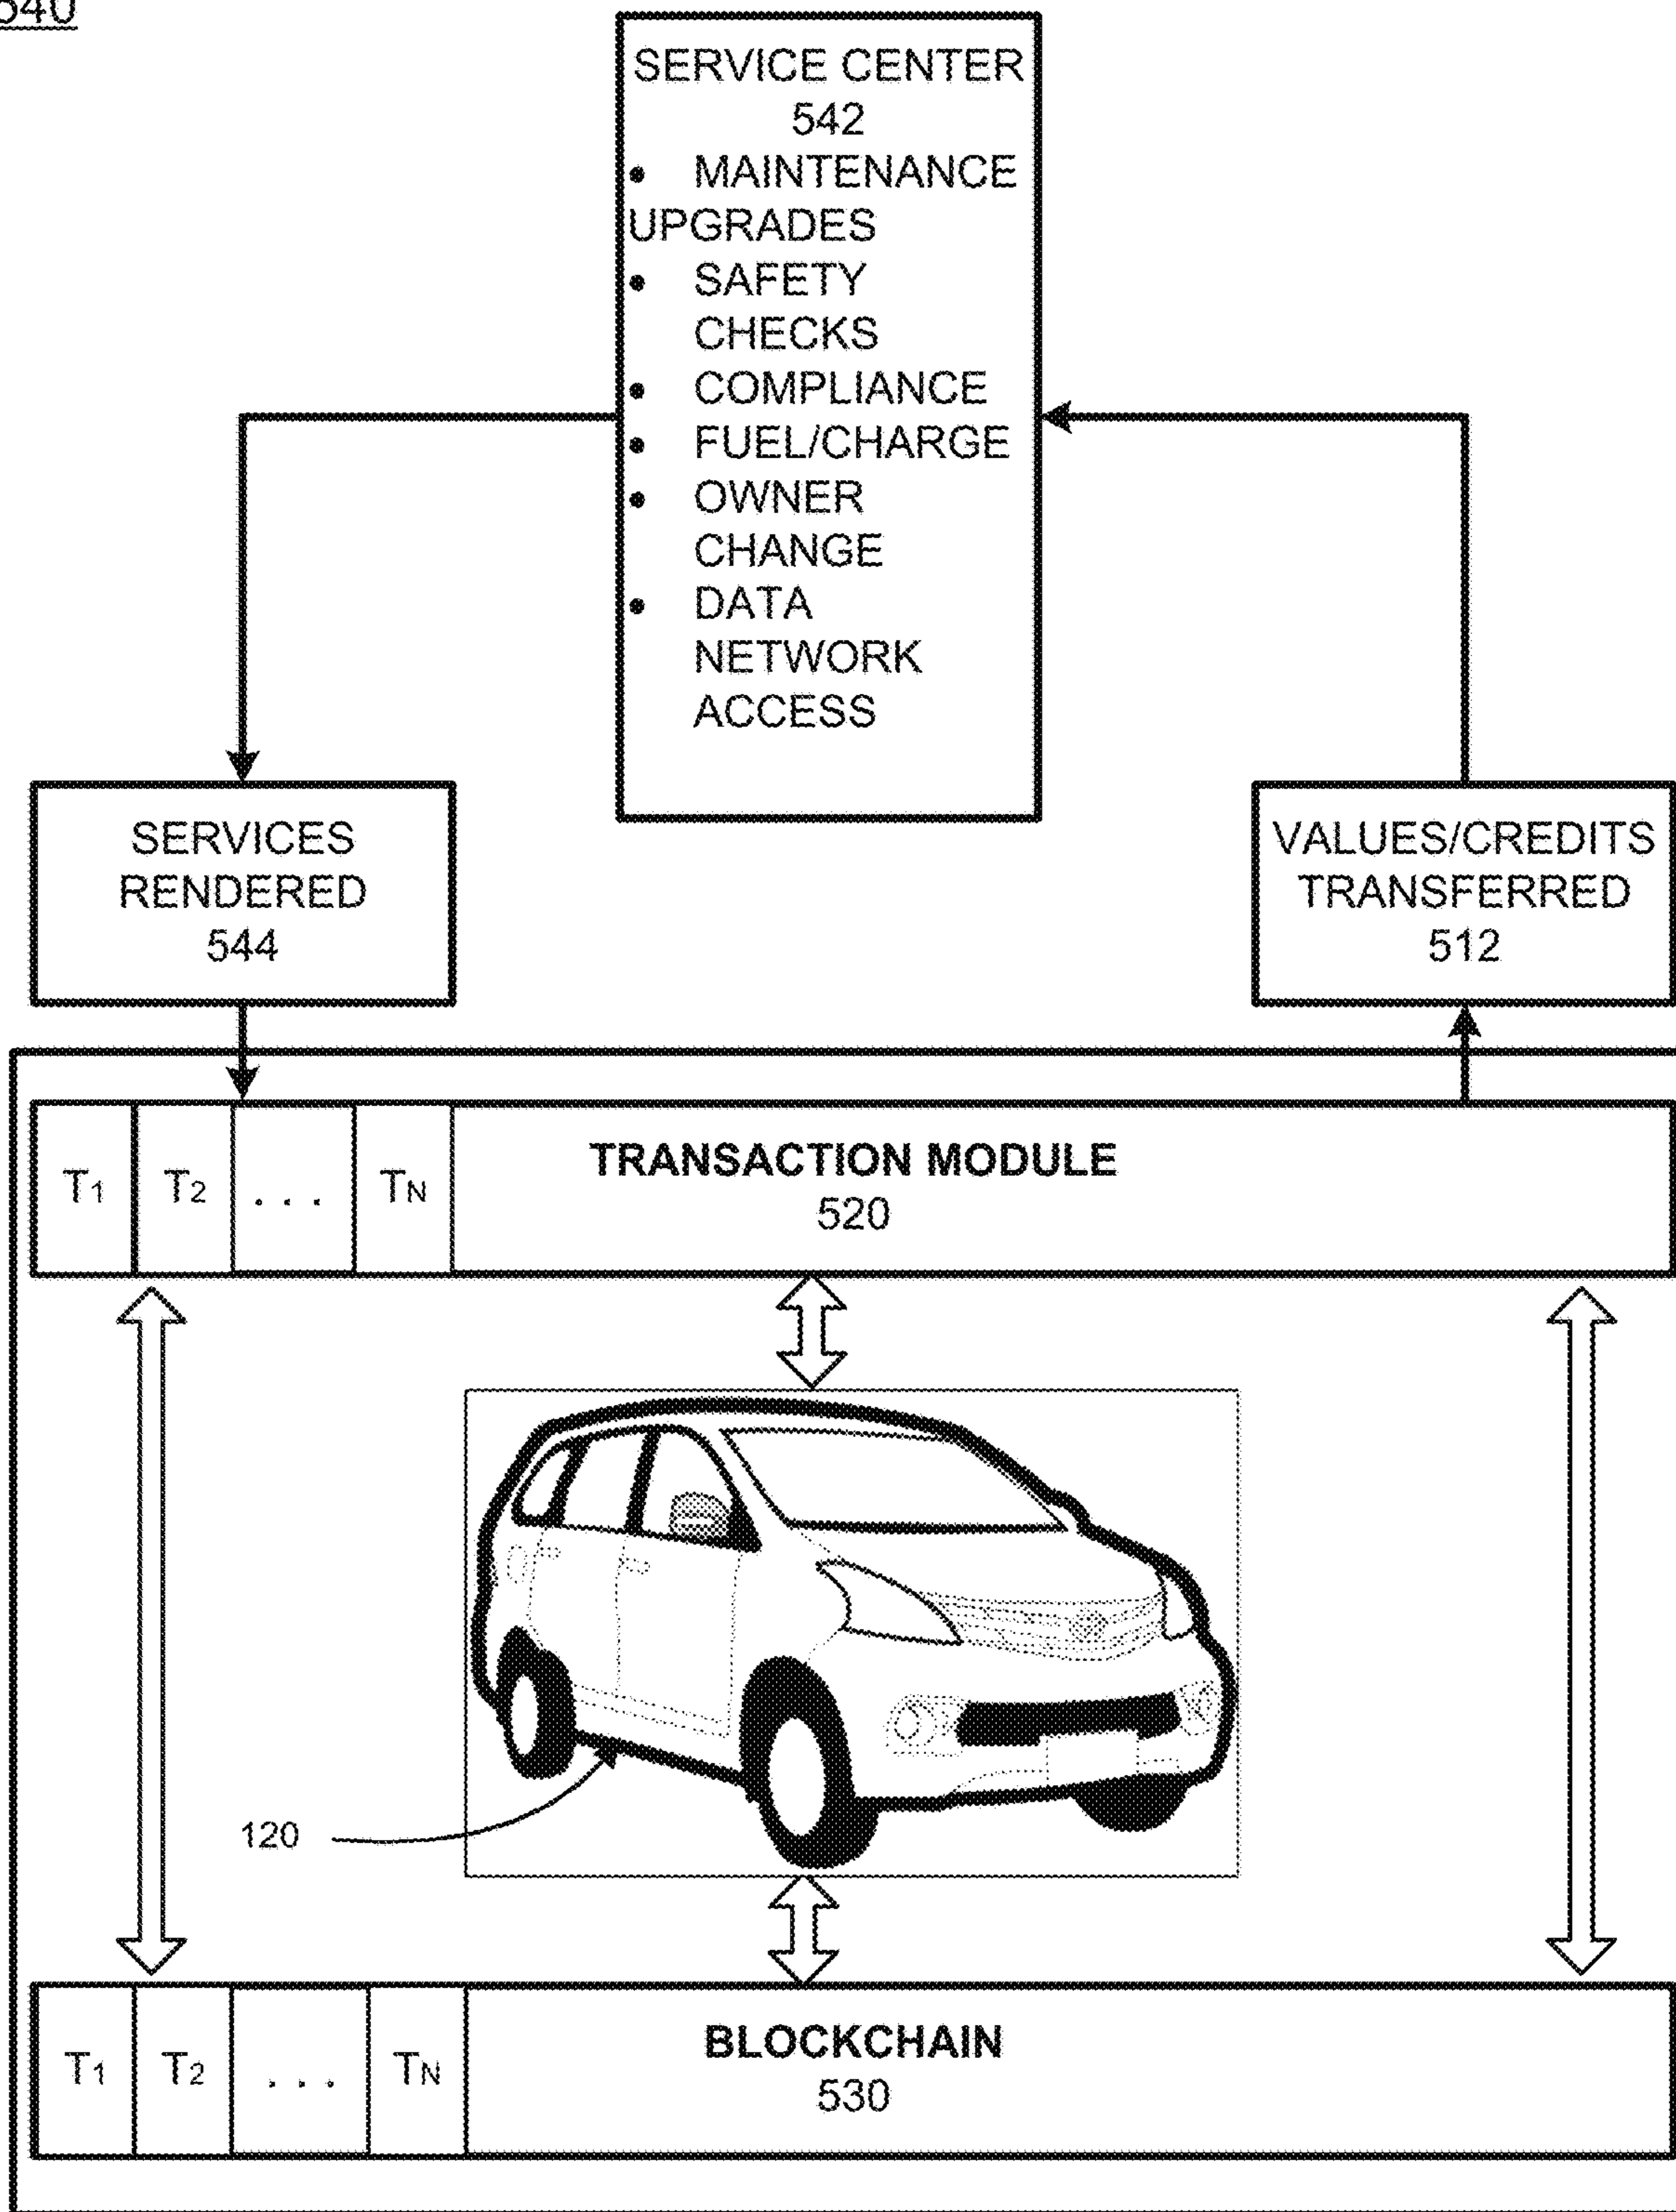 540
SERVICE CENTER
542
• MAINTENANCE
UPGRADES
• SAFETY
CHECKS
• COMPLIANCE
• FUEL/CHARGE
• OWNER
CHANGE
• DATA
NETWORK
ACCESS
SERVICES
RENDERED
544
VALUES/CREDITS
TRANSFERRED
512
T1 T2 . . . TN
TRANSACTION MODULE
520
120
T1 T2 . . . TN
BLOCKCHAIN
530